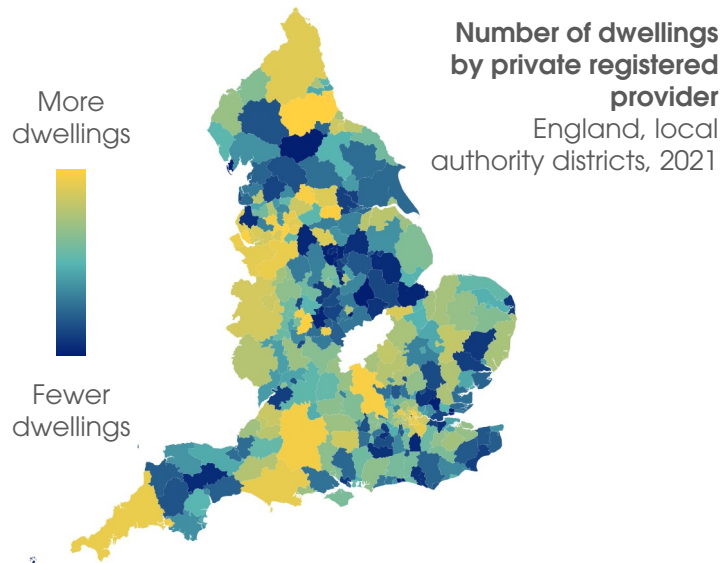 Number of dwellings
by private registered
provider
England, local
authority districts, 2021
More
dwellings
Fewer
dwellings